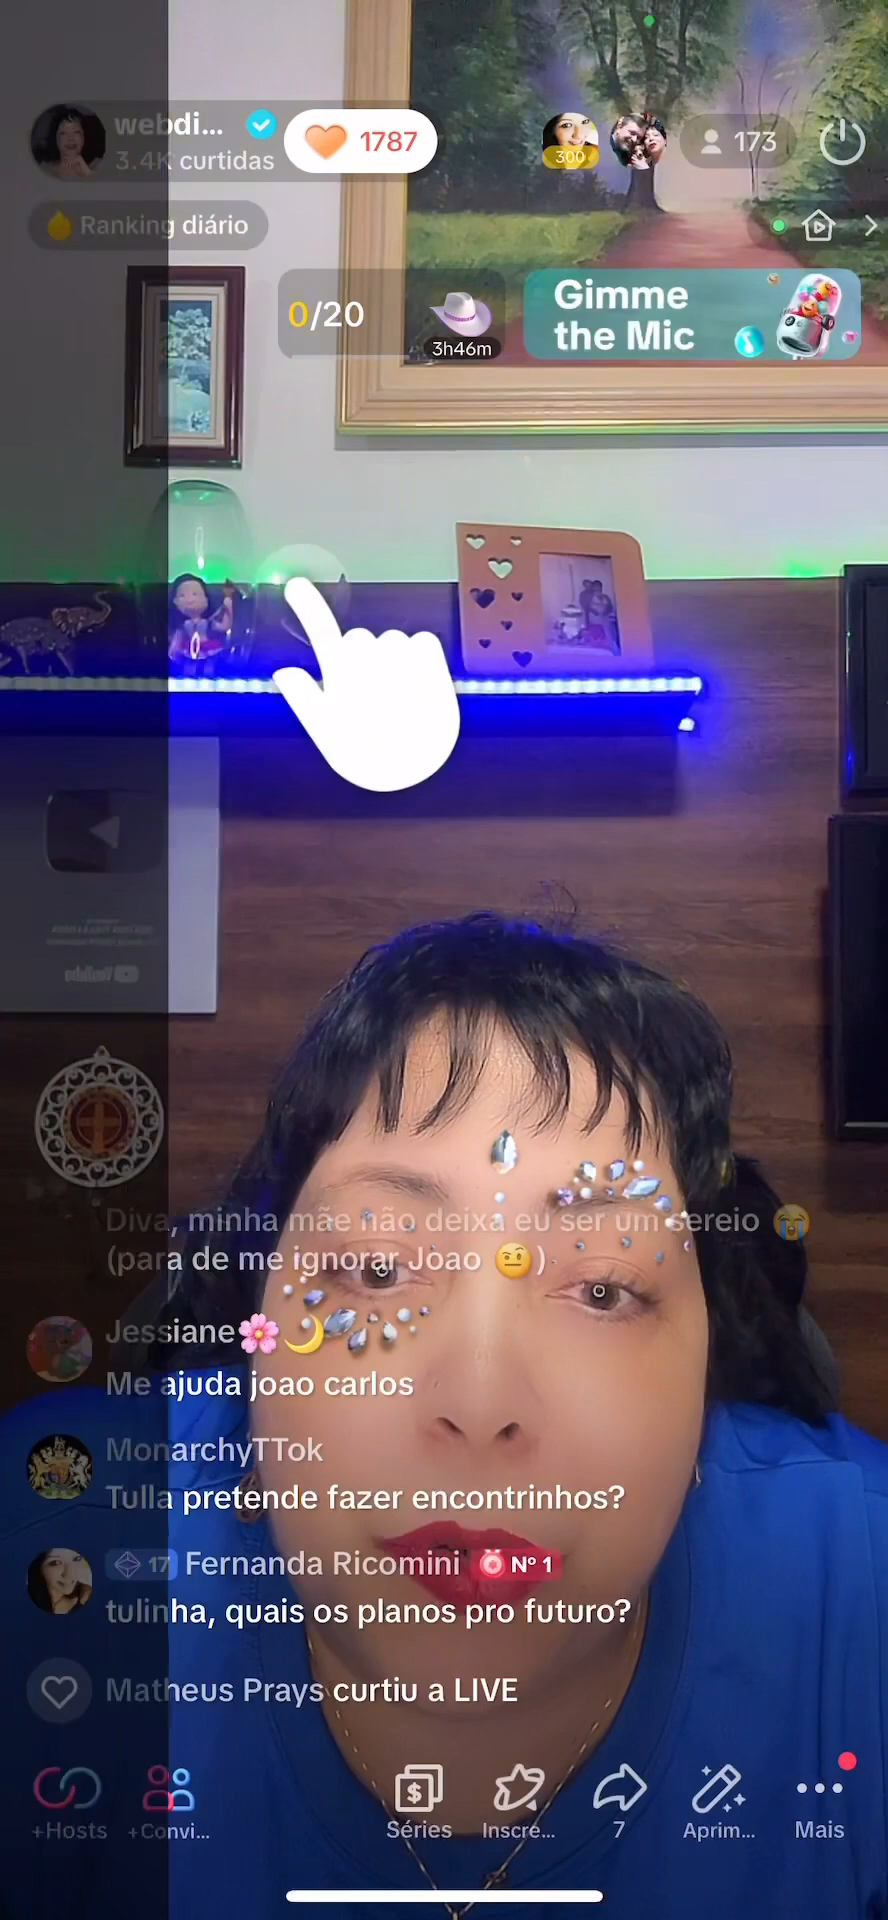 webdi...
1787
3.4K curtidas
300
173
Ranking diário
0/20
3h46m
Gimme
the Mic
YouTube
Diva, minha mãe não deixa eu ser um sereio 😭
(para de me ignorar Joao 🤨)
Jessiane🌸🌙
Me ajuda joao carlos
MonarchyTTok
Tulla pretende fazer encontrinhos?
17 Fernanda Ricomini Nº 1
tulinha, quais os planos pro futuro?
Matheus Prays curtiu a LIVE
+Hosts
+Convi...
Séries
Inscre...
7
Aprim...
Mais